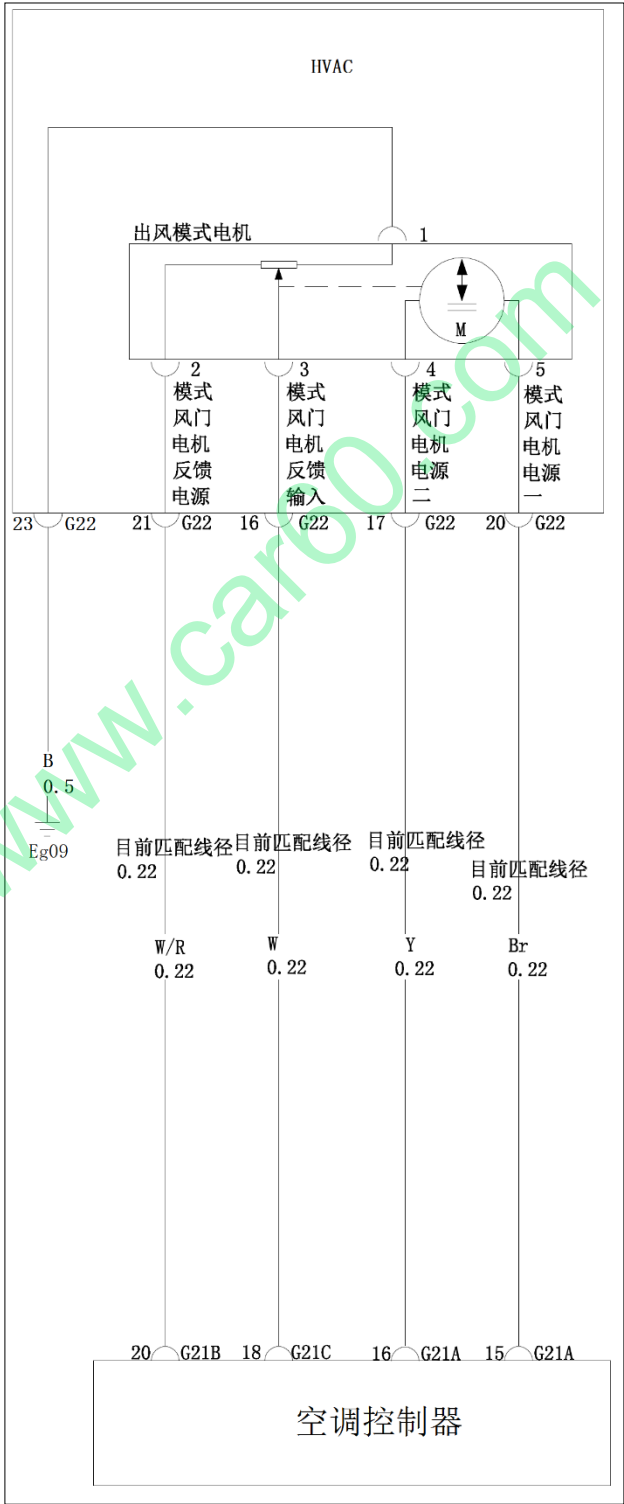 HVAC
出风模式电机
1
M
2
3
4
5
模式
风门
电机
反馈
电源
模式
风门
电机
反馈
输入
模式
风门
电机
电源
二
模式
风门
电机
电源
一
23 G22
21 G22
16 G22
17 G22
20 G22
B
0.5
Eg09
目前匹配线径
0.22
目前匹配线径
0.22
目前匹配线径
0.22
目前匹配线径
0.22
W/R
0.22
W
0.22
Y
0.22
Br
0.22
20 G21B
18 G21C
16 G21A
15 G21A
空调控制器
www.car60.com